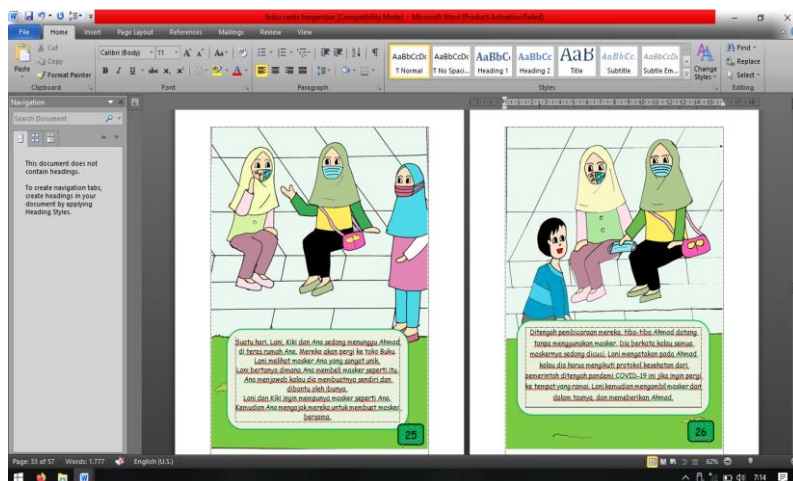 buku cerita bergambar [Compatibility Mode] - Microsoft Word (Product Activation Failed)
File Home Insert Page Layout References Mailings Review View
Cut
Copy
Paste
Format Painter
Clipboard
Calibri (Body) 11
Font
Paragraph
AaBbCcDc AaBbCcDc AaBbC AaBbCc AaB AaBbCc. AaBbCcDc
¶ Normal ¶ No Spaci... Heading 1 Heading 2 Title Subtitle Subtle Em...
Styles
Change Styles
Find
Replace
Select
Editing
Navigation
Search Document
This document does not
contain headings.
To create navigation tabs,
create headings in your
document by applying
Heading Styles.
Suatu hari, Lani, Kiki dan Ana sedang menunggu Ahmad
di teras rumah Ana. Mereka akan pergi ke toko Buku.
Lani melihat masker Ana yang sangat unik,
Lani bertanya dimana Ana membeli masker seperti itu.
Ana menjawab kalau dia membuatnya sendiri dan
dibantu oleh ibunya.
Lani dan Kiki ingin mempunya masker seperti Ana.
Kemudian Ana mengajak mereka untuk membuat masker
bersama.
25
Ditengah pembicaraan mereka, tiba-tiba Ahmad datang
tanpa menggunakan masker. Dia berkata kalau semua
maskernya sedang dicuci. Lani mengatakan pada Ahmad
kalau dia harus mengikuti protokol kesehatan dari
pemerintah ditengah pandemi COVID-19 ini jika ingin pergi
ke tempat yang ramai. Lani kemudian mengambil masker dari
dalam tasnya, dan memeberikan Ahmad.
26
Page: 33 of 57 Words: 1.777 English (U.S.)
62%
7:14